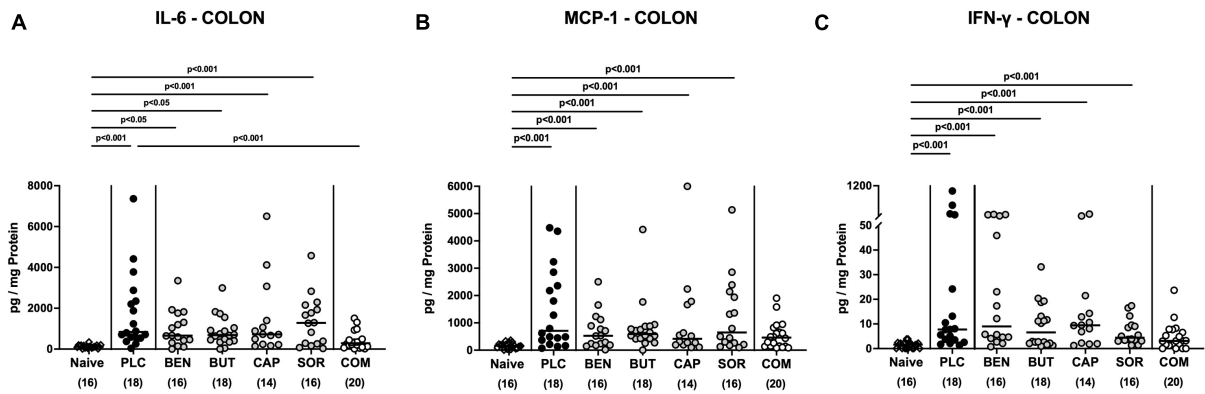 A
IL-6 - COLON
p<0.001
p<0.001
p<0.05
p<0.05
p<0.001
p<0.001
8000
6000
4000
2000
0
pg / mg Protein
Naive PLC BEN BUT CAP SOR COM
(16) (18) (16) (18) (14) (16) (20)
B
MCP-1 - COLON
p<0.001
p<0.001
p<0.001
p<0.001
p<0.001
6000
5000
4000
3000
2000
1000
0
pg / mg Protein
Naive PLC BEN BUT CAP SOR COM
(16) (18) (16) (18) (14) (16) (20)
C
IFN-γ - COLON
p<0.001
p<0.001
p<0.001
p<0.001
p<0.001
1200
50
40
30
20
10
0
pg / mg Protein
Naive PLC BEN BUT CAP SOR COM
(16) (18) (16) (18) (14) (16) (20)